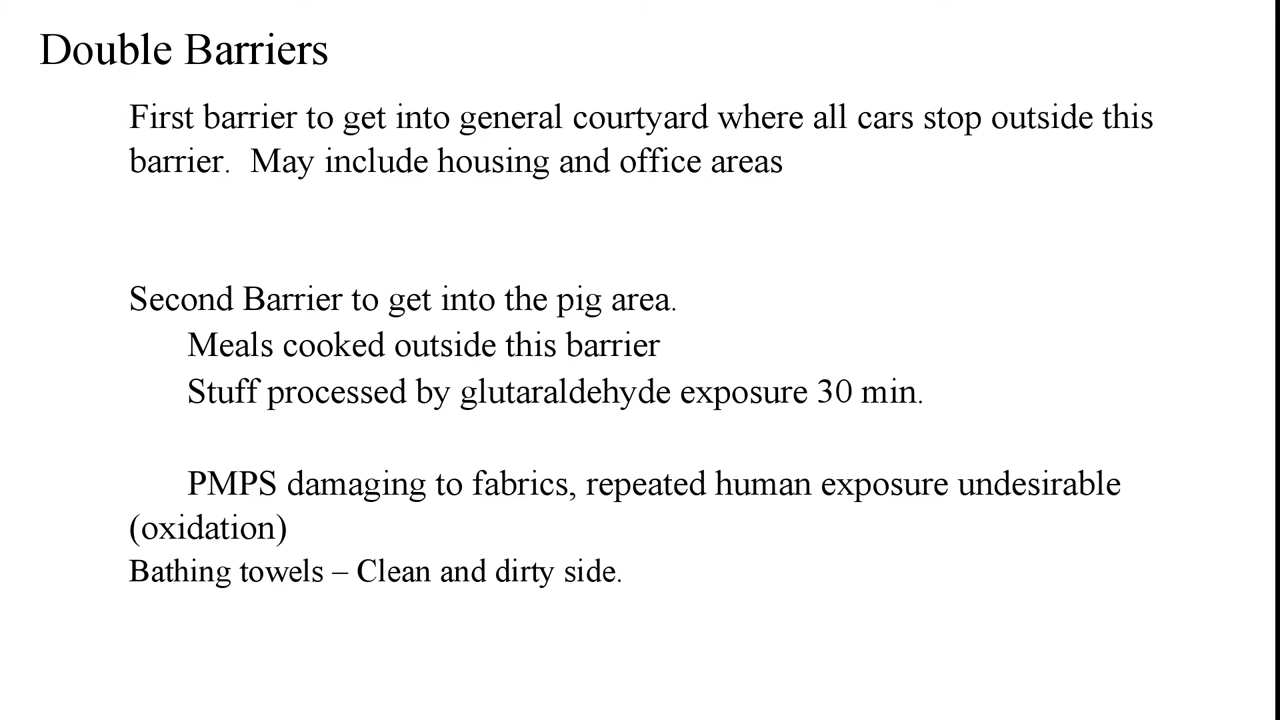 Double Barriers
First barrier to get into general courtyard where all cars stop outside this
barrier.  May include housing and office areas
Second Barrier to get into the pig area.
Meals cooked outside this barrier
Stuff processed by glutaraldehyde exposure 30 min.
PMPS damaging to fabrics, repeated human exposure undesirable
(oxidation)
Bathing towels – Clean and dirty side.